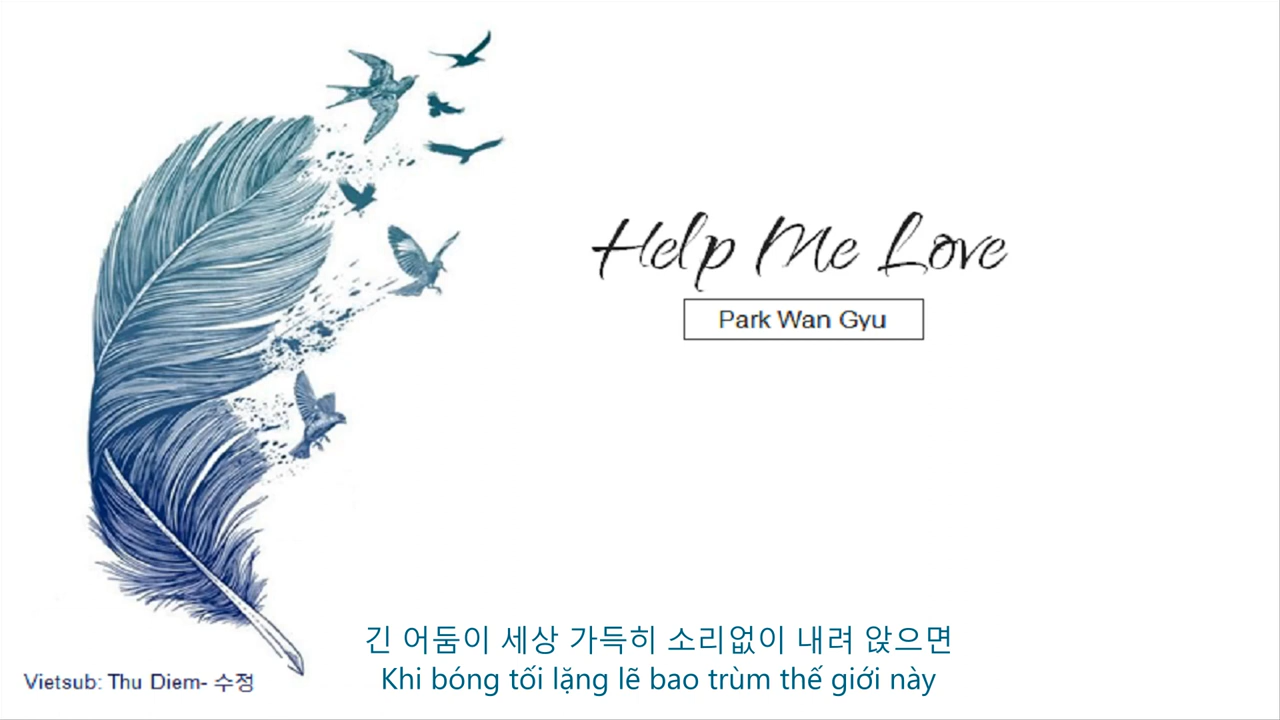 Help Me Love
Park Wan Gyu
긴 어둠이 세상 가득히 소리없이 내려 앉으면
Khi bóng tối lặng lẽ bao trùm thế giới này
Vietsub: Thu Diem- 수정